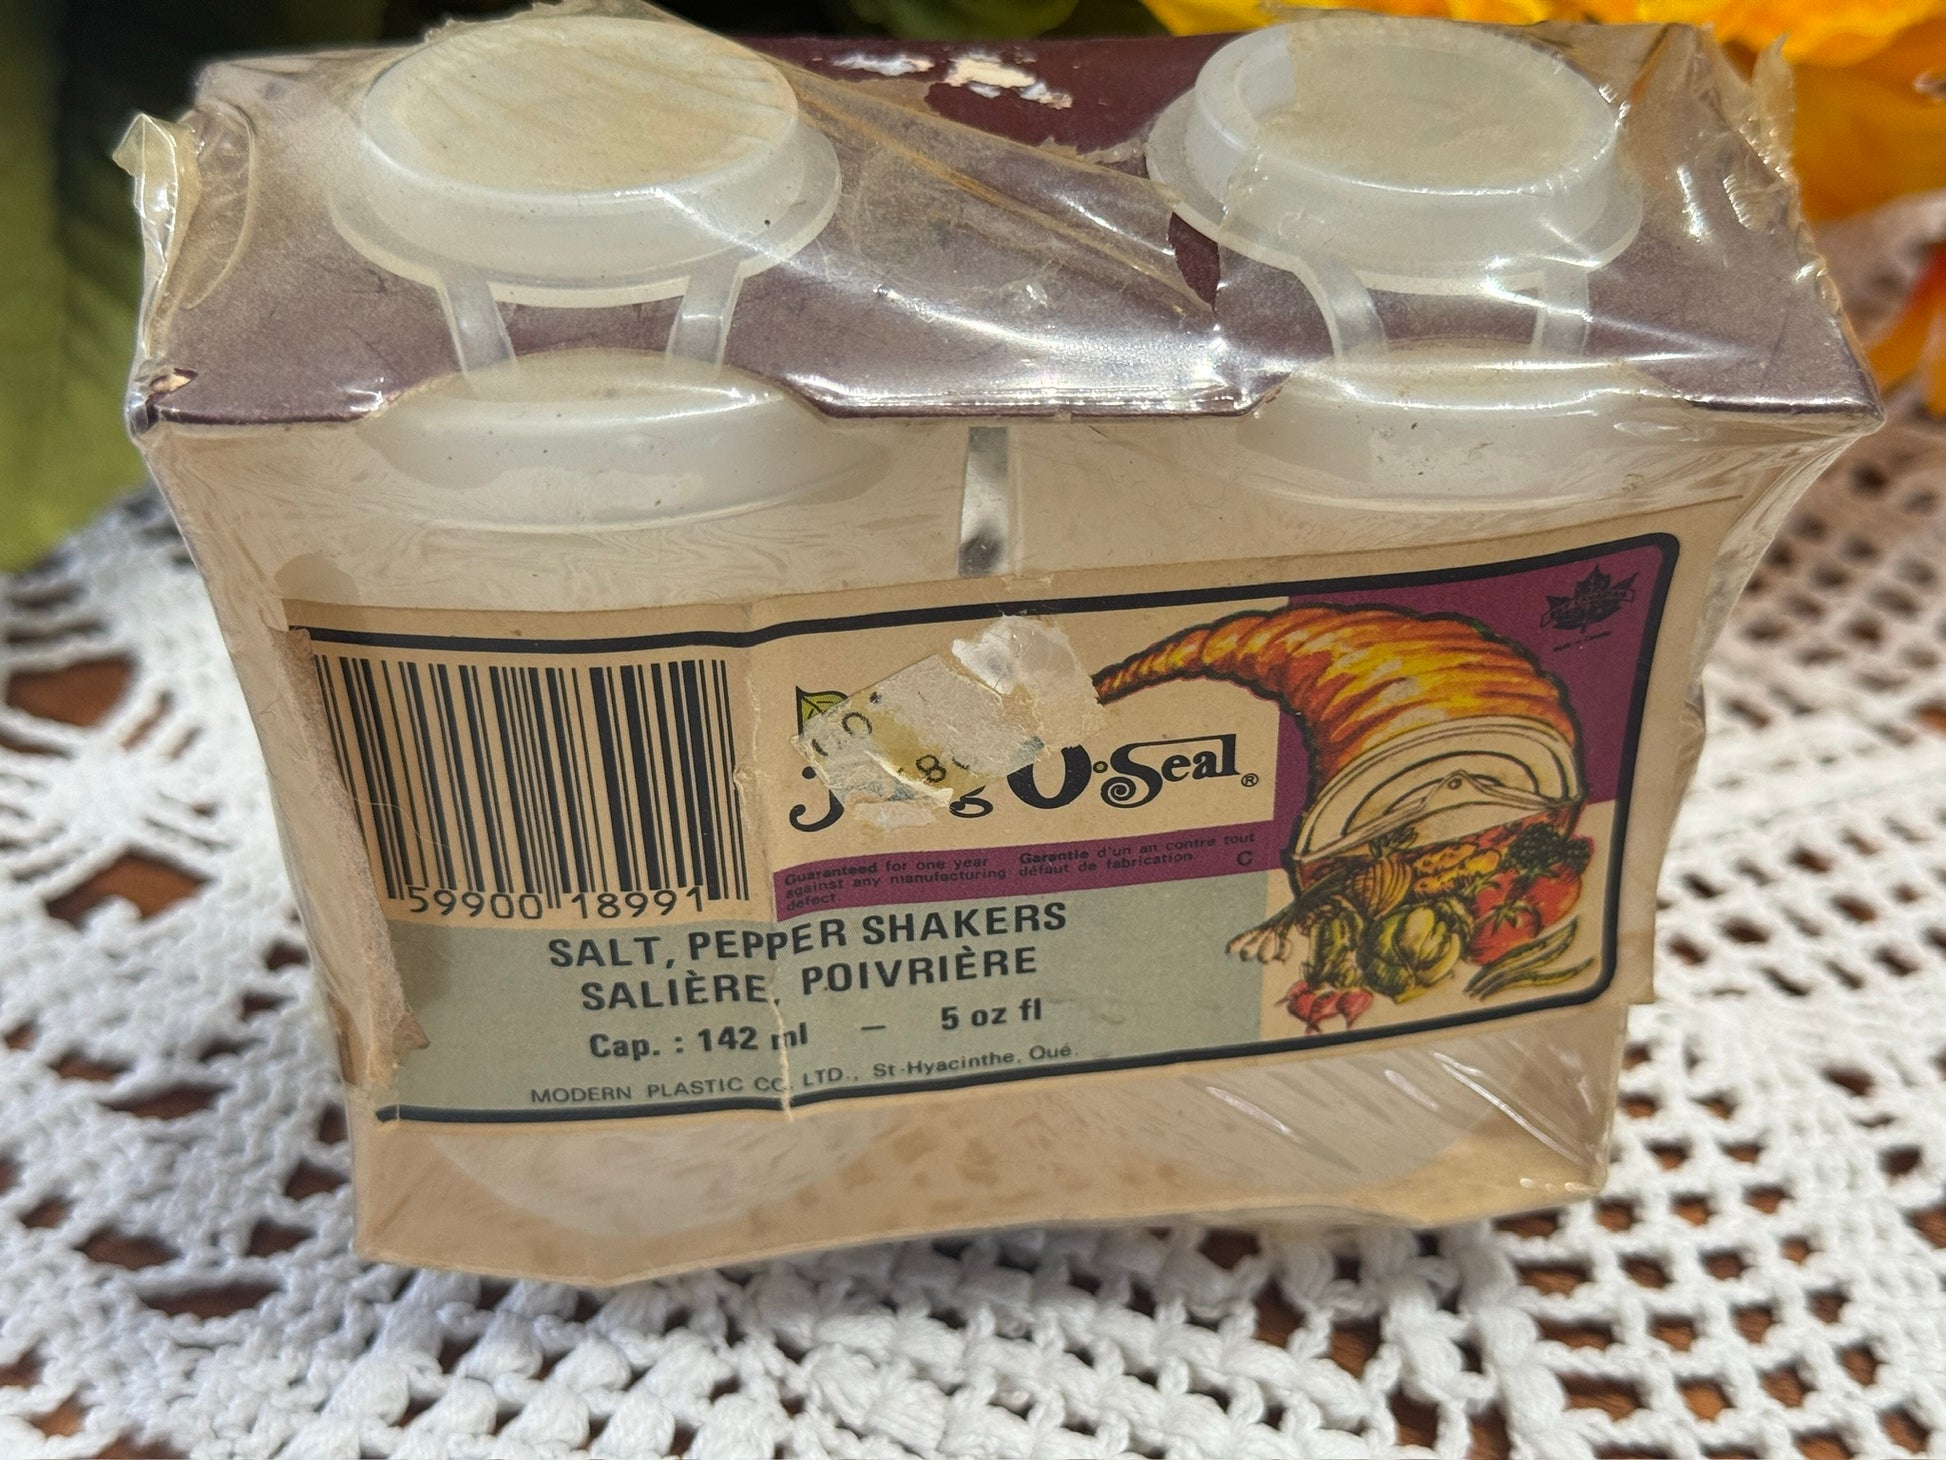 O·Seal®
Guaranteed for one year
against any manufacturing
defect.
Garantie d'un an contre tout
défaut de fabrication
C
59900 18991
SALT, PEPPER SHAKERS
SALIÈRE, POIVRIÈRE
Cap. : 142 ml – 5 oz fl
MODERN PLASTIC CO. LTD., St-Hyacinthe, Qué.